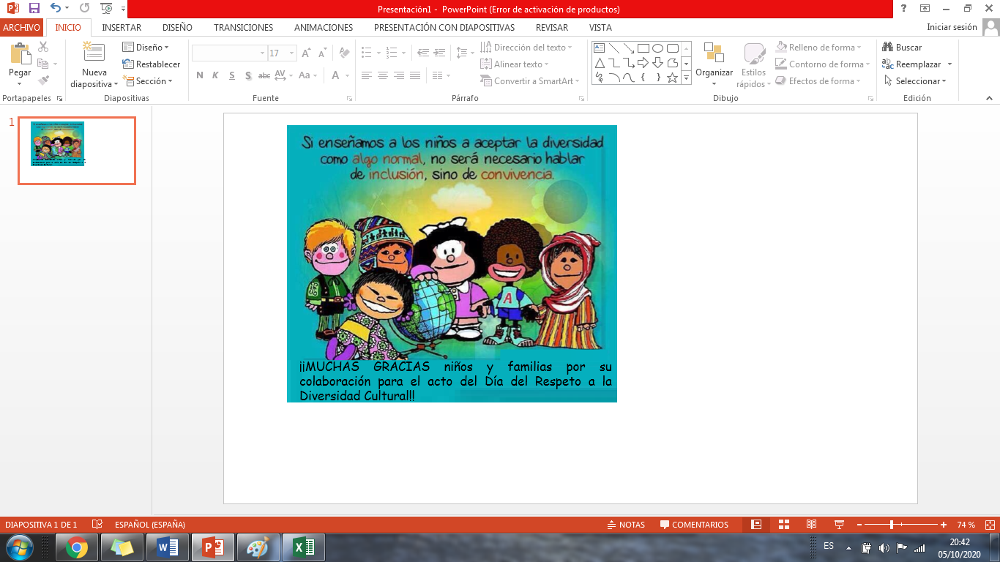 Presentación1 - PowerPoint (Error de activación de productos)
ARCHIVO INICIO INSERTAR DISEÑO TRANSICIONES ANIMACIONES PRESENTACIÓN CON DIAPOSITIVAS REVISAR VISTA Iniciar sesión
Pegar
Nueva diapositiva
Diseño
Restablecer
Sección
17
N K S S abc AV Aa A
Dirección del texto
Alinear texto
Convertir a SmartArt
Organizar
Estilos rápidos
Relleno de forma
Contorno de forma
Efectos de forma
Buscar
Reemplazar
Seleccionar
Portapapeles Diapositivas Fuente Párrafo Dibujo Edición
1
Si enseñamos a los niños a aceptar la diversidad
como algo normal, no será necesario hablar
de inclusión, sino de convivencia.
A
¡¡MUCHAS GRACIAS niños y familias por su
colaboración para el acto del Día del Respeto a la
Diversidad Cultural!!
DIAPOSITIVA 1 DE 1 ESPAÑOL (ESPAÑA) NOTAS COMENTARIOS 74 %
ES 20:42
05/10/2020